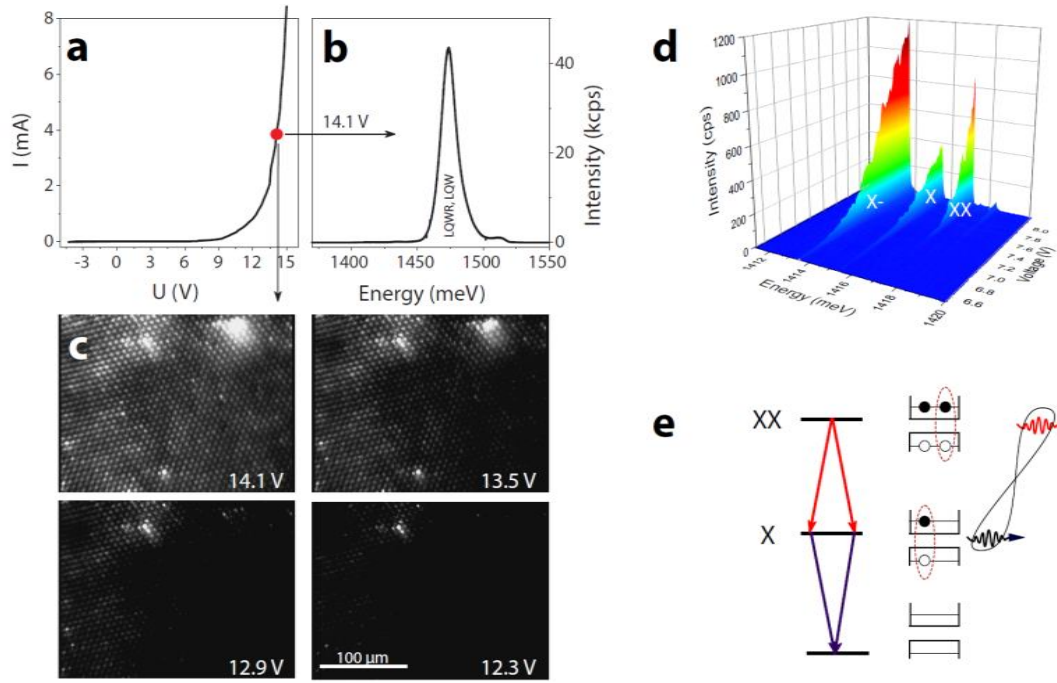 a
8
6
4
2
0
I (mA)
-3 0 3 6 9 12 15
U (V)
14.1 V
b
LQWR, LQW
40
20
0
Intensity (kcps)
1400 1450 1500 1550
Energy (meV)
c
14.1 V
13.5 V
12.9 V
100 µm
12.3 V
d
1200
1000
800
600
400
200
0
Intensity (cps)
X-
X
XX
1412
1414
1416
1418
1420
Energy (meV)
8.0
7.8
7.6
7.4
7.2
7.0
6.8
6.6
Voltage (V)
e
XX
X